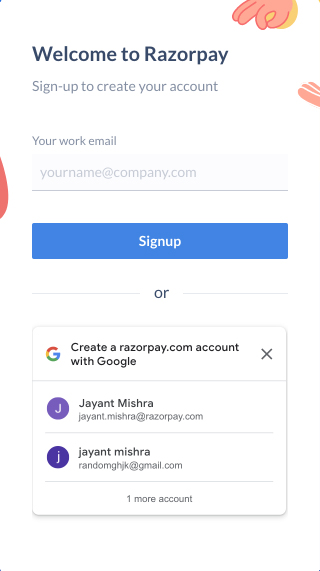 Welcome to Razorpay
Sign-up to create your account
Your work email
yourname@company.com
Signup
or
Create a razorpay.com account
with Google
J
Jayant Mishra
jayant.mishra@razorpay.com
j
jayant mishra
randomghjk@gmail.com
1 more account